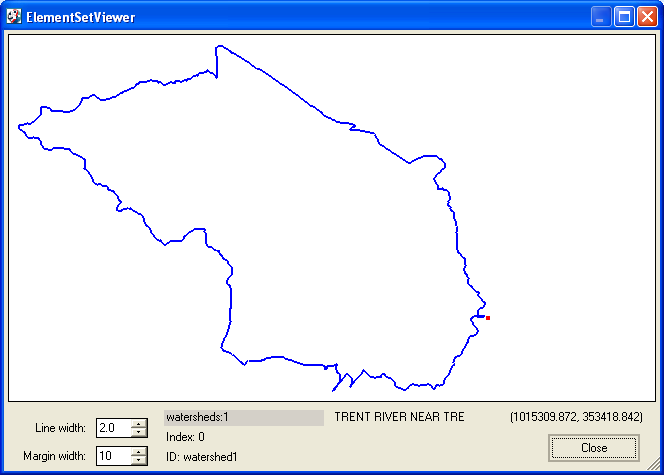 ElementSetViewer
Line width: 2.0 watersheds:1 TRENT RIVER NEAR TRE (1015309.872, 353418.842)
Index: 0
Margin width: 10 ID: watershed1 Close